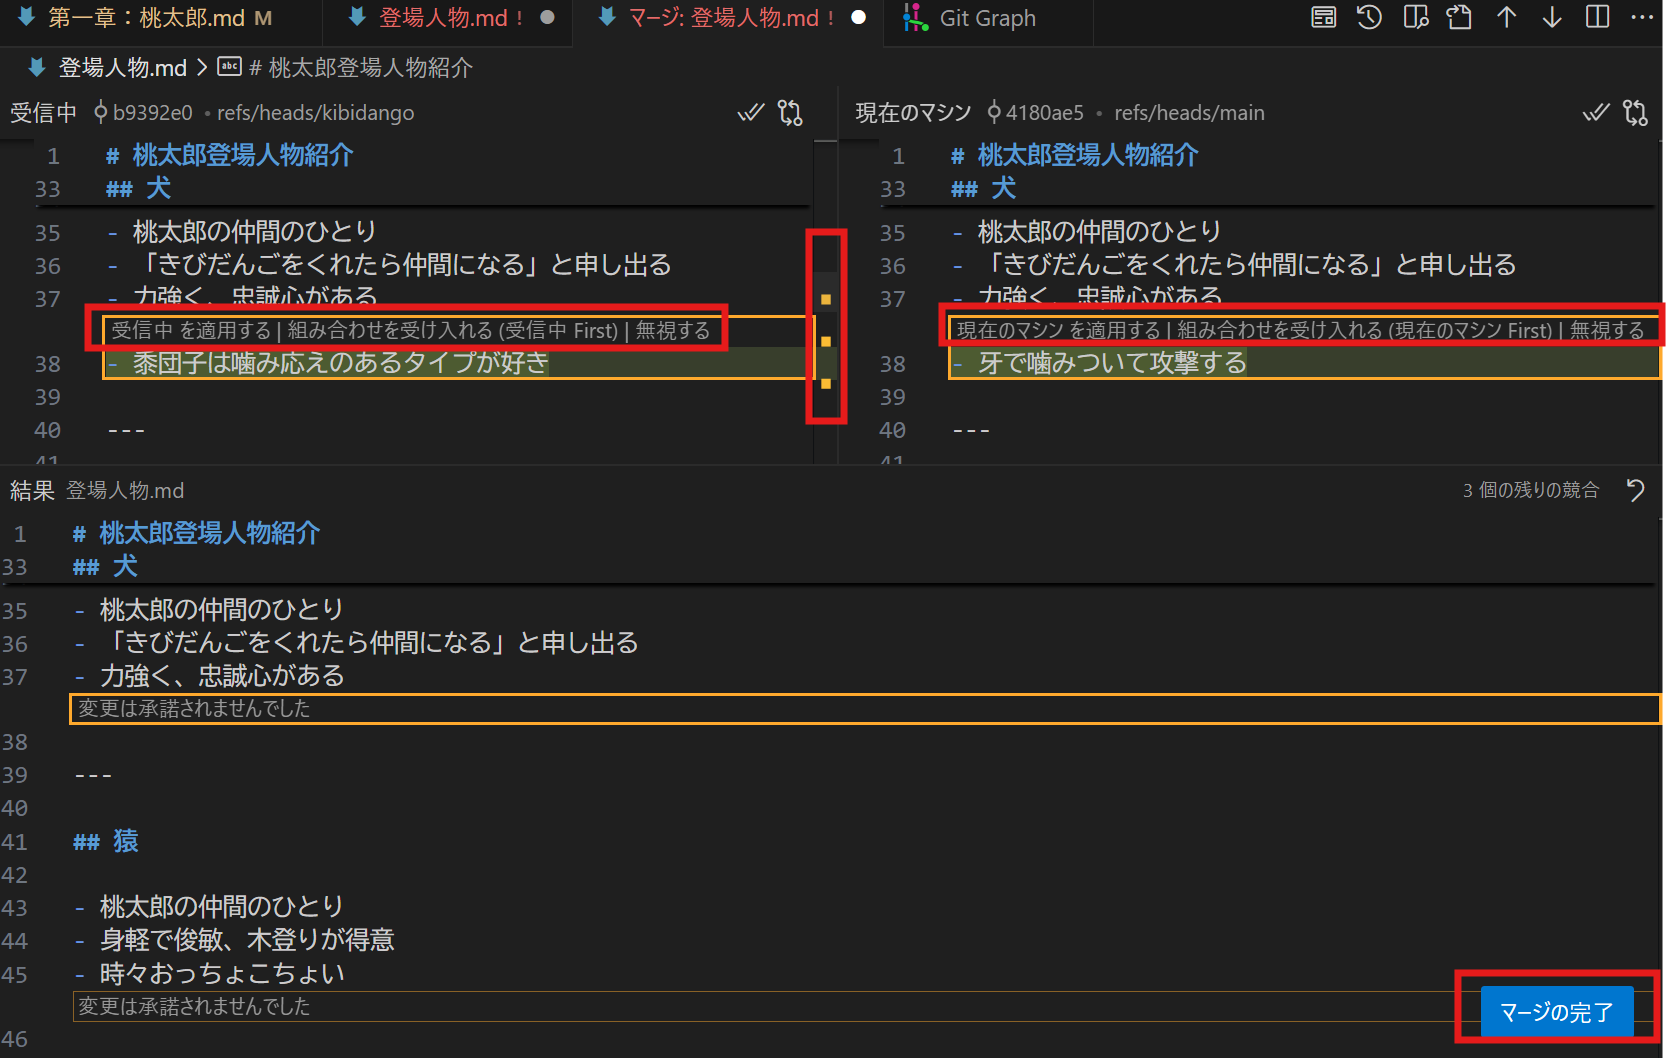 第一章：桃太郎.md M
登場人物.md !
マージ: 登場人物.md !
Git Graph
登場人物.md > # 桃太郎登場人物紹介
受信中 b9392e0 • refs/heads/kibidango
1 # 桃太郎登場人物紹介
33 ## 犬
35 - 桃太郎の仲間のひとり
36 - 「きびだんごをくれたら仲間になる」と申し出る
37 - 力強く、忠誠心がある
受信中 を適用する | 組み合わせを受け入れる (受信中 First) | 無視する
38 - 黍団子は噛み応えのあるタイプが好き
39
40 ---
41
現在のマシン 4180ae5 • refs/heads/main
1 # 桃太郎登場人物紹介
33 ## 犬
35 - 桃太郎の仲間のひとり
36 - 「きびだんごをくれたら仲間になる」と申し出る
37 - 力強く、忠誠心がある
現在のマシン を適用する | 組み合わせを受け入れる (現在のマシン First) | 無視する
38 - 牙で噛みついて攻撃する
39
40 ---
41
結果 登場人物.md
3 個の残りの競合
1 # 桃太郎登場人物紹介
33 ## 犬
35 - 桃太郎の仲間のひとり
36 - 「きびだんごをくれたら仲間になる」と申し出る
37 - 力強く、忠誠心がある
変更は承諾されませんでした
38
39 ---
40
41 ## 猿
42
43 - 桃太郎の仲間のひとり
44 - 身軽で俊敏、木登りが得意
45 - 時々おっちょこちょい
変更は承諾されませんでした
46
マージの完了